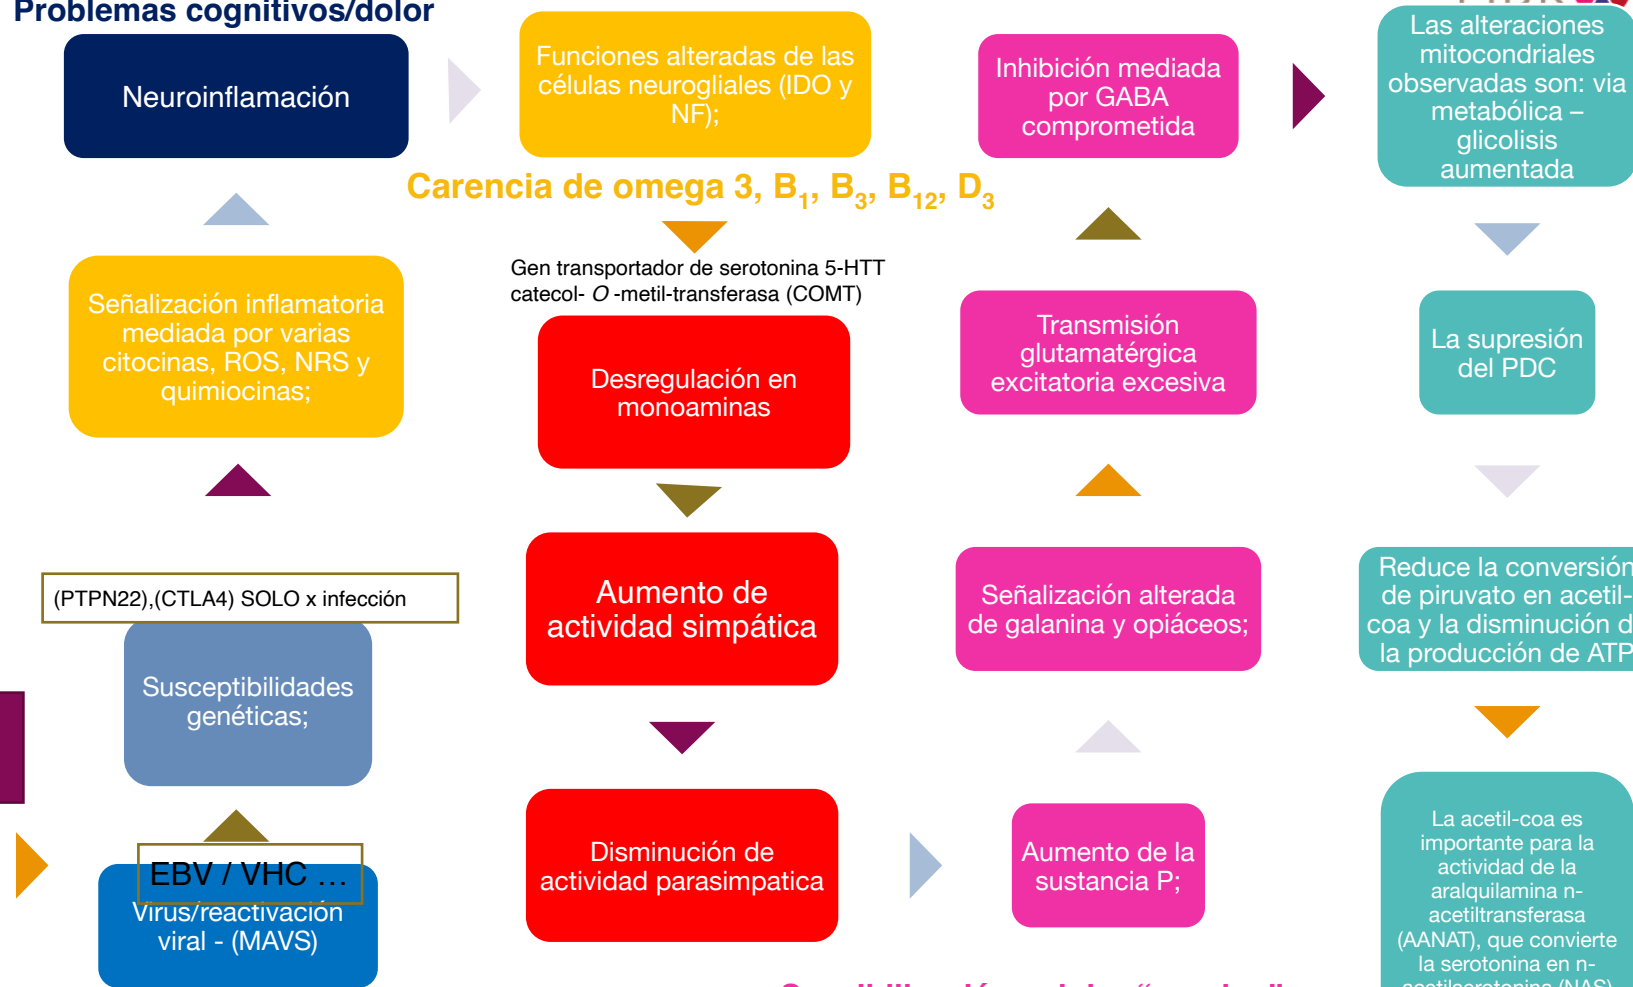 Problemas cognitivos/dolor
Neuroinflamación
Señalización inflamatoria
mediada por varias
citocinas, ROS, NRS y
quimiocinas;
(PTPN22),(CTLA4) SOLO x infección
Susceptibilidades
genéticas;
EBV / VHC …
Virus/reactivación
viral - (MAVS)
Funciones alteradas de las
células neurogliales (IDO y
NF);
Carencia de omega 3, B1, B3, B12, D3
Gen transportador de serotonina 5-HTT
catecol- O -metil-transferasa (COMT)
Desregulación en
monoaminas
Aumento de
actividad simpática
Disminución de
actividad parasimpatica
Inhibición mediada
por GABA
comprometida
Transmisión
glutamatérgica
excitatoria excesiva
Señalización alterada
de galanina y opiáceos;
Aumento de la
sustancia P;
Las alteraciones
mitocondriales
observadas son: via
metabólica –
glicolisis
aumentada
La supresión
del PDC
Reduce la conversión
de piruvato en acetil-
coa y la disminución d
la producción de ATP
La acetil-coa es
importante para la
actividad de la
aralquilamina n-
acetiltransferasa
(AANAT), que convierte
la serotonina en n-
acetilserotonina (NAS)